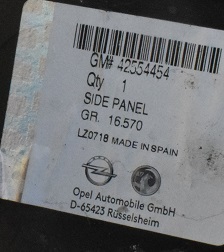 GM# 42554454
Qty 1
SIDE PANEL
GR. 16.570
LZ0718 MADE IN SPAIN
Opel Automobile GmbH
D-65423 Rüsselsheim